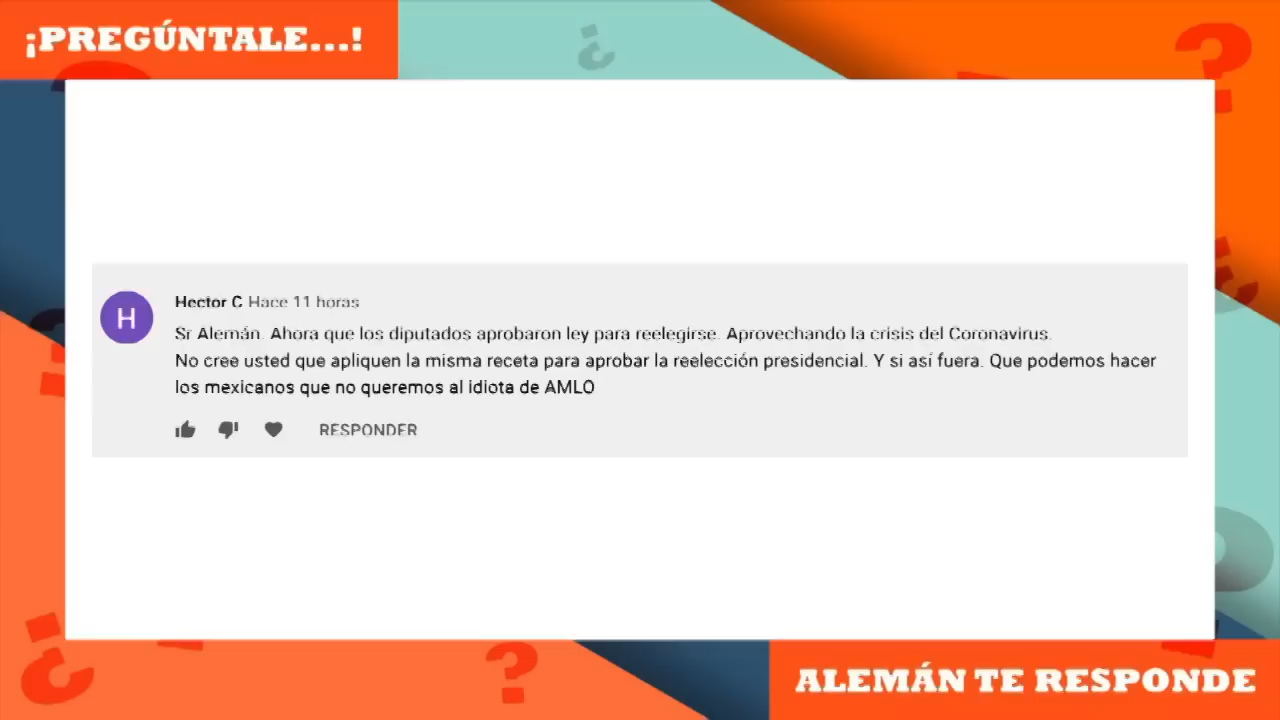 ¡PREGÚNTALE...!
H
Hector C Hace 11 horas
Sr Alemán. Ahora que los diputados aprobaron ley para reelegirse. Aprovechando la crisis del Coronavirus.
No cree usted que apliquen la misma receta para aprobar la reelección presidencial. Y si así fuera. Que podemos hacer
los mexicanos que no queremos al idiota de AMLO
RESPONDER
ALEMÁN TE RESPONDE